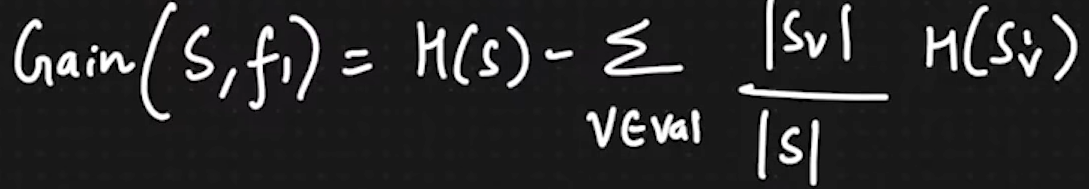 Gain(S,f1) = H(S) - Σ v∈val |Sv| / |S| H(Sv)